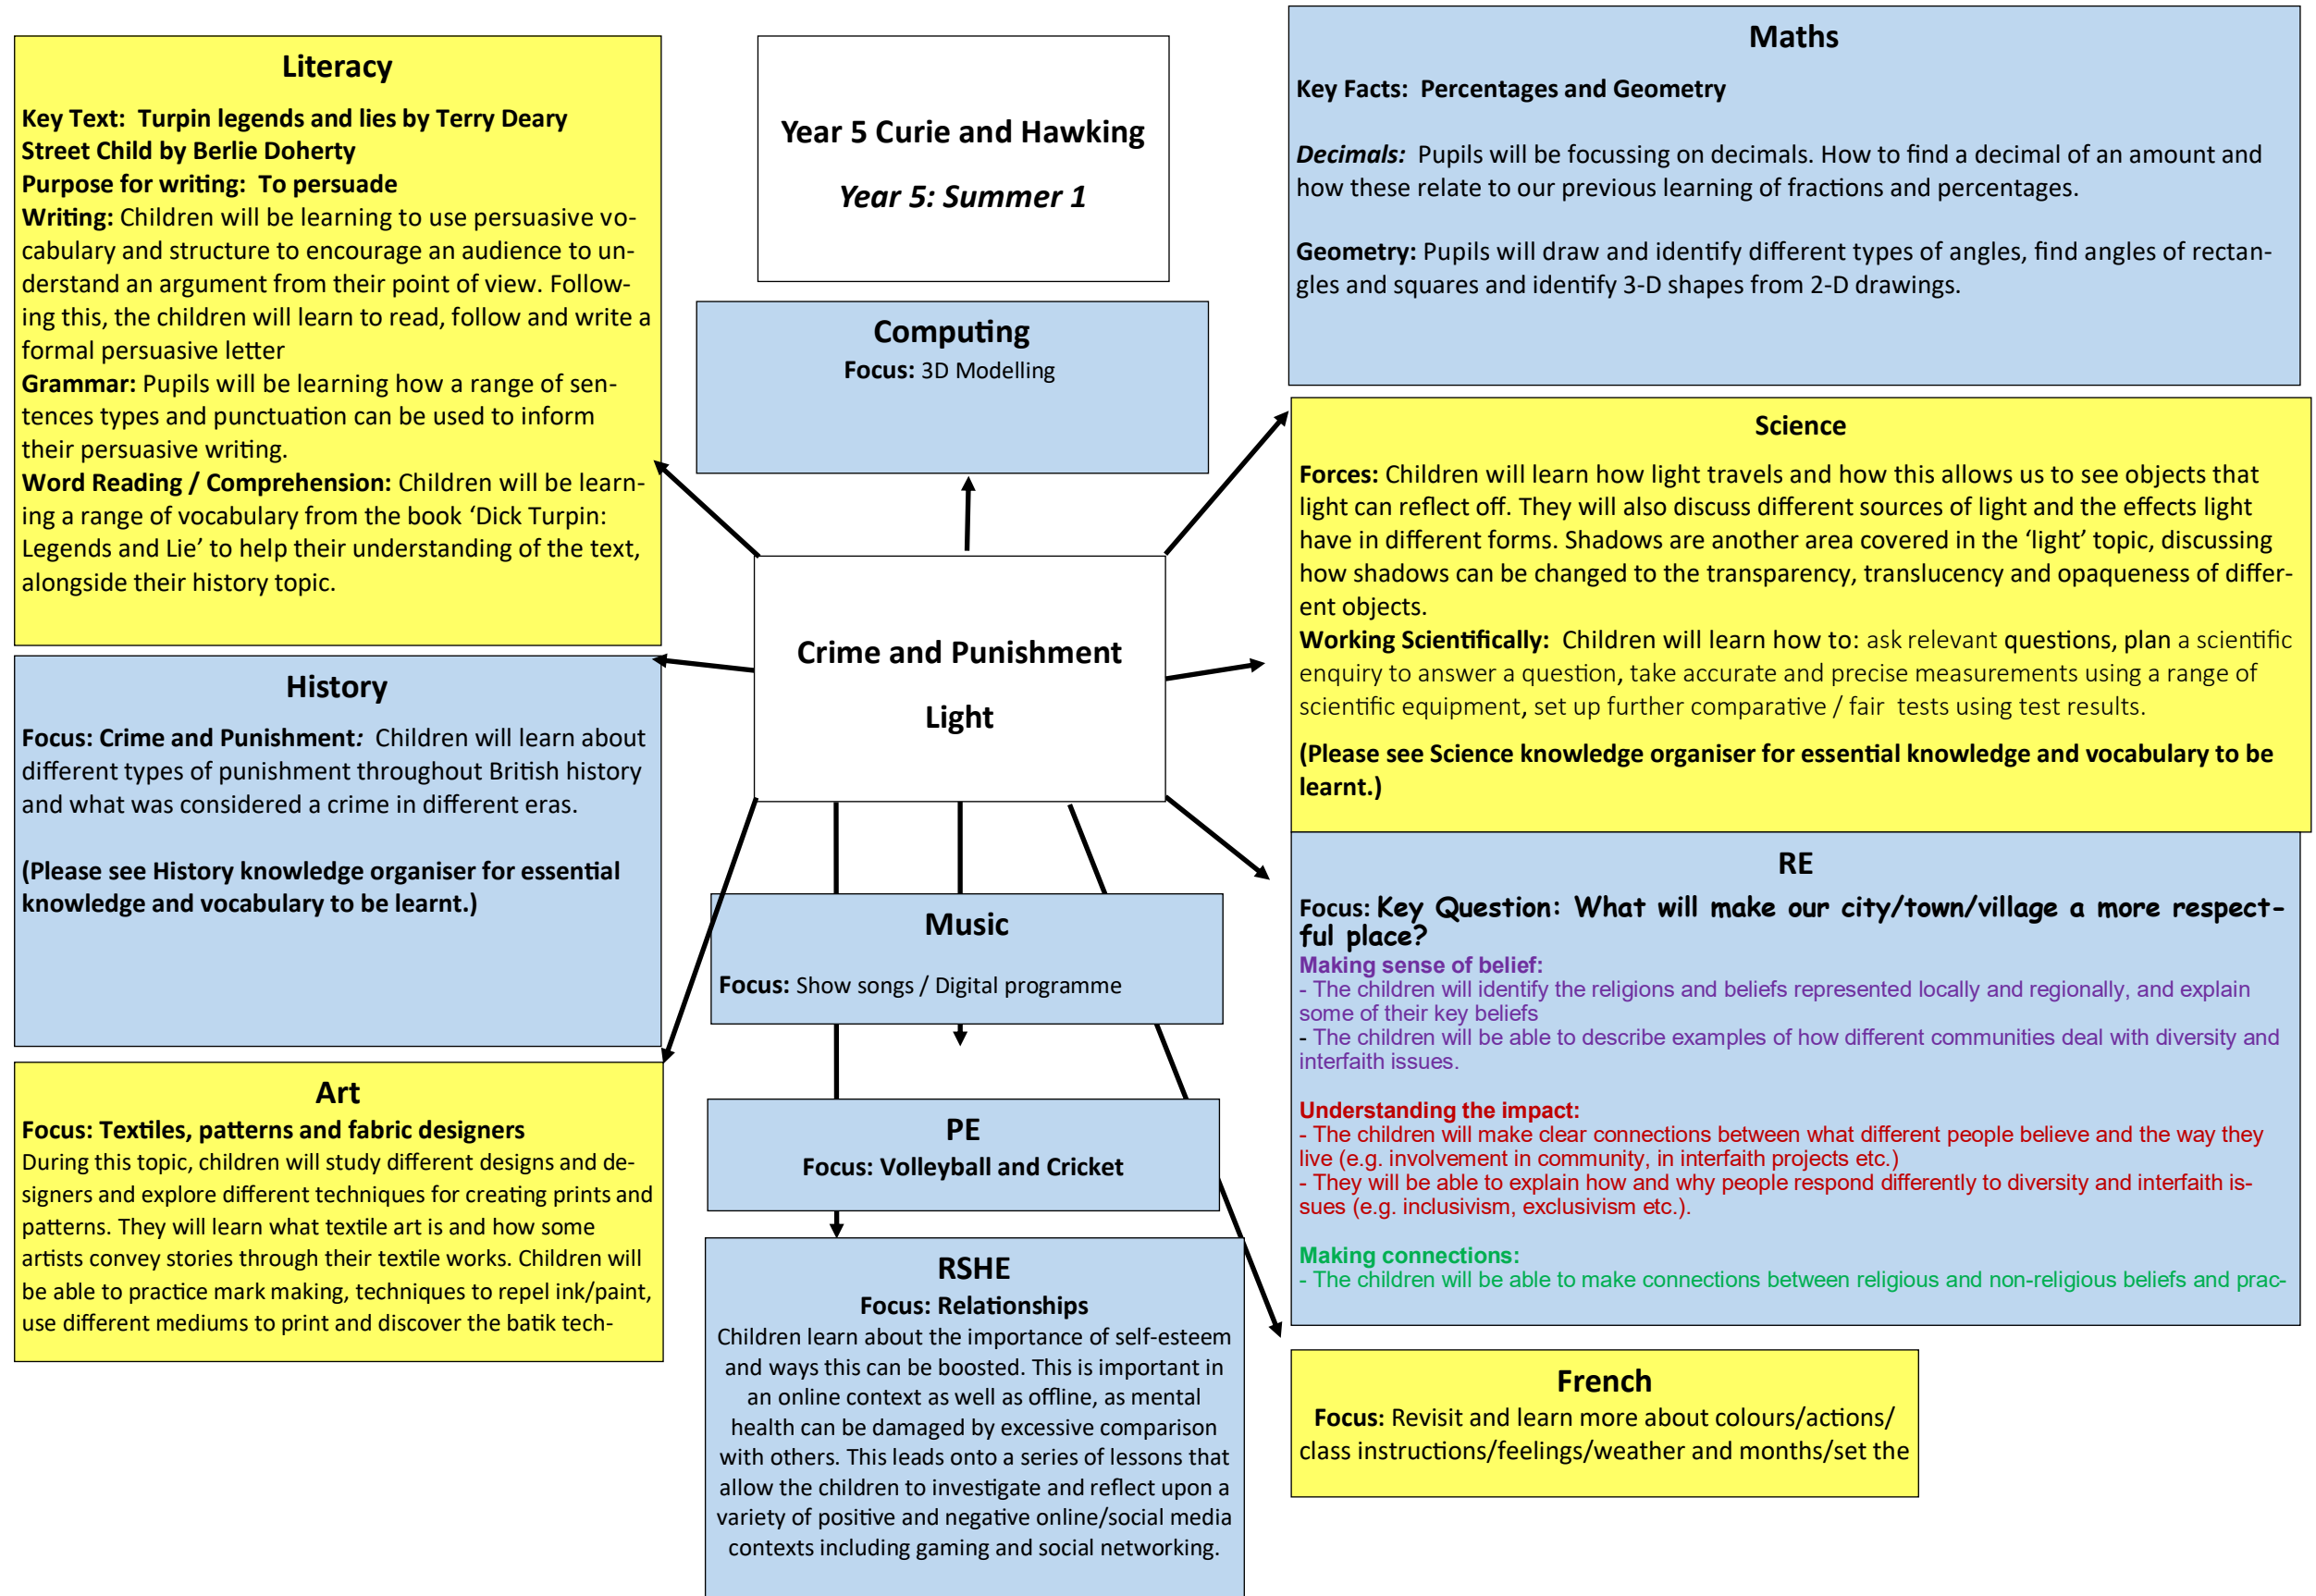 Literacy
Key Text:  Turpin legends and lies by Terry Deary
Street Child by Berlie Doherty
Purpose for writing:  To persuade
Writing: Children will be learning to use persuasive vo-
cabulary and structure to encourage an audience to un-
derstand an argument from their point of view. Follow-
ing this, the children will learn to read, follow and write a
formal persuasive letter
Grammar: Pupils will be learning how a range of sen-
tences types and punctuation can be used to inform
their persuasive writing.
Word Reading / Comprehension: Children will be learn-
ing a range of vocabulary from the book ‘Dick Turpin:
Legends and Lie’ to help their understanding of the text,
alongside their history topic.
History
Focus: Crime and Punishment:  Children will learn about
different types of punishment throughout British history
and what was considered a crime in different eras.
(Please see History knowledge organiser for essential
knowledge and vocabulary to be learnt.)
Art
Focus: Textiles, patterns and fabric designers
During this topic, children will study different designs and de-
signers and explore different techniques for creating prints and
patterns. They will learn what textile art is and how some
artists convey stories through their textile works. Children will
be able to practice mark making, techniques to repel ink/paint,
use different mediums to print and discover the batik tech-
Year 5 Curie and Hawking
Year 5: Summer 1
Computing
Focus: 3D Modelling
Crime and Punishment
Light
Music
Focus: Show songs / Digital programme
PE
Focus: Volleyball and Cricket
RSHE
Focus: Relationships
Children learn about the importance of self-esteem
and ways this can be boosted. This is important in
an online context as well as offline, as mental
health can be damaged by excessive comparison
with others. This leads onto a series of lessons that
allow the children to investigate and reflect upon a
variety of positive and negative online/social media
contexts including gaming and social networking.
Maths
Key Facts:  Percentages and Geometry
Decimals:  Pupils will be focussing on decimals. How to find a decimal of an amount and
how these relate to our previous learning of fractions and percentages.
Geometry: Pupils will draw and identify different types of angles, find angles of rectan-
gles and squares and identify 3-D shapes from 2-D drawings.
Science
Forces: Children will learn how light travels and how this allows us to see objects that
light can reflect off. They will also discuss different sources of light and the effects light
have in different forms. Shadows are another area covered in the ‘light’ topic, discussing
how shadows can be changed to the transparency, translucency and opaqueness of differ-
ent objects.
Working Scientifically:  Children will learn how to: ask relevant questions, plan a scientific
enquiry to answer a question, take accurate and precise measurements using a range of
scientific equipment, set up further comparative / fair  tests using test results.
(Please see Science knowledge organiser for essential knowledge and vocabulary to be
learnt.)
RE
Focus: Key Question: What will make our city/town/village a more respect-
ful place?
Making sense of belief:
- The children will identify the religions and beliefs represented locally and regionally, and explain
some of their key beliefs
- The children will be able to describe examples of how different communities deal with diversity and
interfaith issues.
Understanding the impact:
- The children will make clear connections between what different people believe and the way they
live (e.g. involvement in community, in interfaith projects etc.)
- They will be able to explain how and why people respond differently to diversity and interfaith is-
sues (e.g. inclusivism, exclusivism etc.).
Making connections:
- The children will be able to make connections between religious and non-religious beliefs and prac-
French
Focus: Revisit and learn more about colours/actions/
class instructions/feelings/weather and months/set the